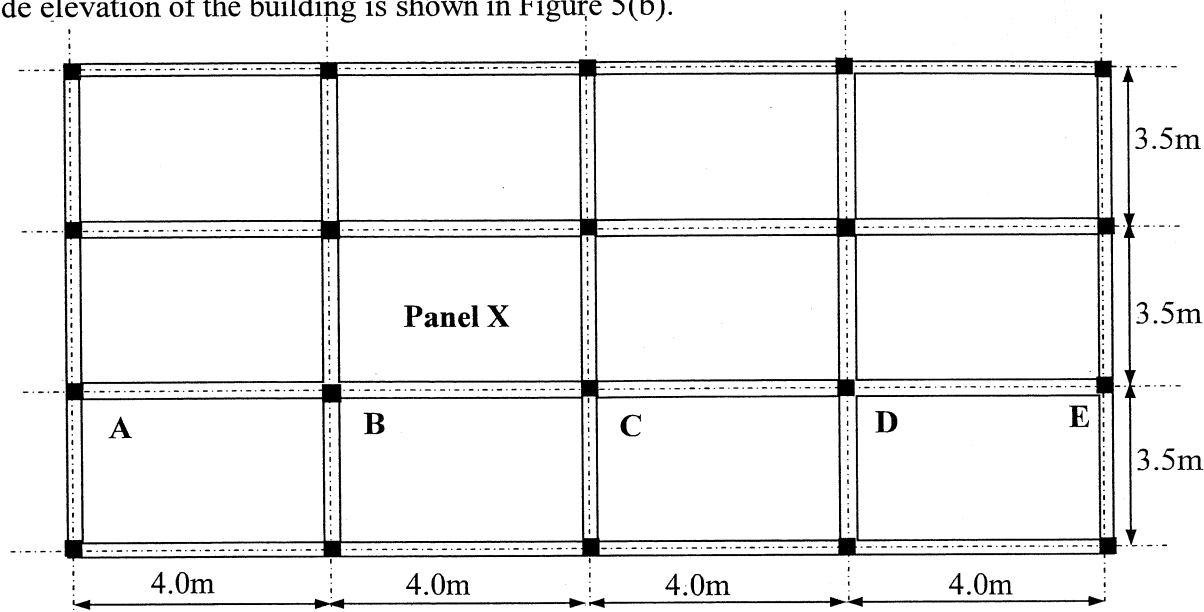 de elevation of the building is shown in Figure 5(b).
3.5m
Panel X
3.5m
A B C D E
3.5m
4.0m 4.0m 4.0m 4.0m